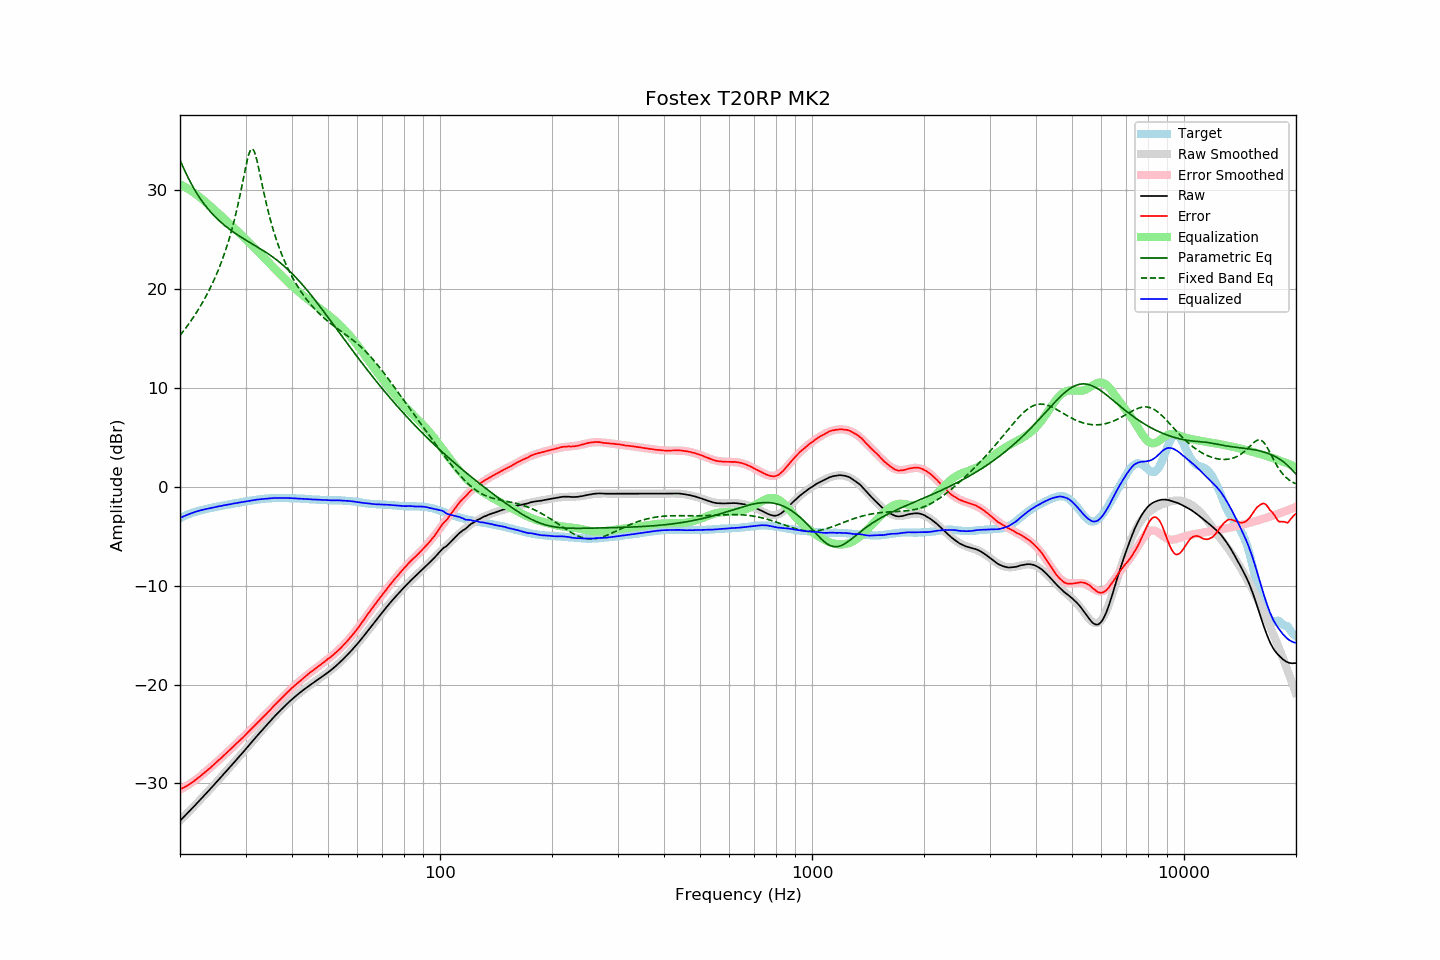 Fostex T20RP MK2
Target
Raw Smoothed
Error Smoothed
Raw
Error
Equalization
Parametric Eq
Fixed Band Eq
Equalized
30
20
10
0
−10
−20
−30
Amplitude (dBr)
100
1000
10000
Frequency (Hz)